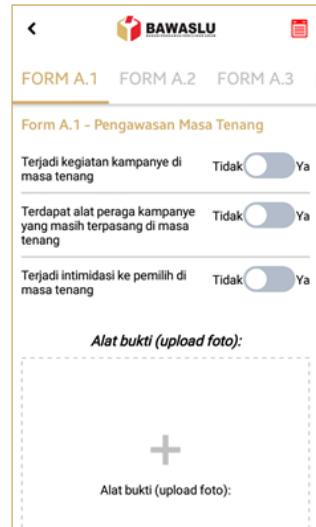 BAWASLU
FORM A.1 FORM A.2 FORM A.3
Form A.1 - Pengawasan Masa Tenang
Terjadi kegiatan kampanye di
masa tenang
Tidak Ya
Terdapat alat peraga kampanye
yang masih terpasang di masa
tenang
Tidak Ya
Terjadi intimidasi ke pemilih di
masa tenang
Tidak Ya
Alat bukti (upload foto):
Alat bukti (upload foto):